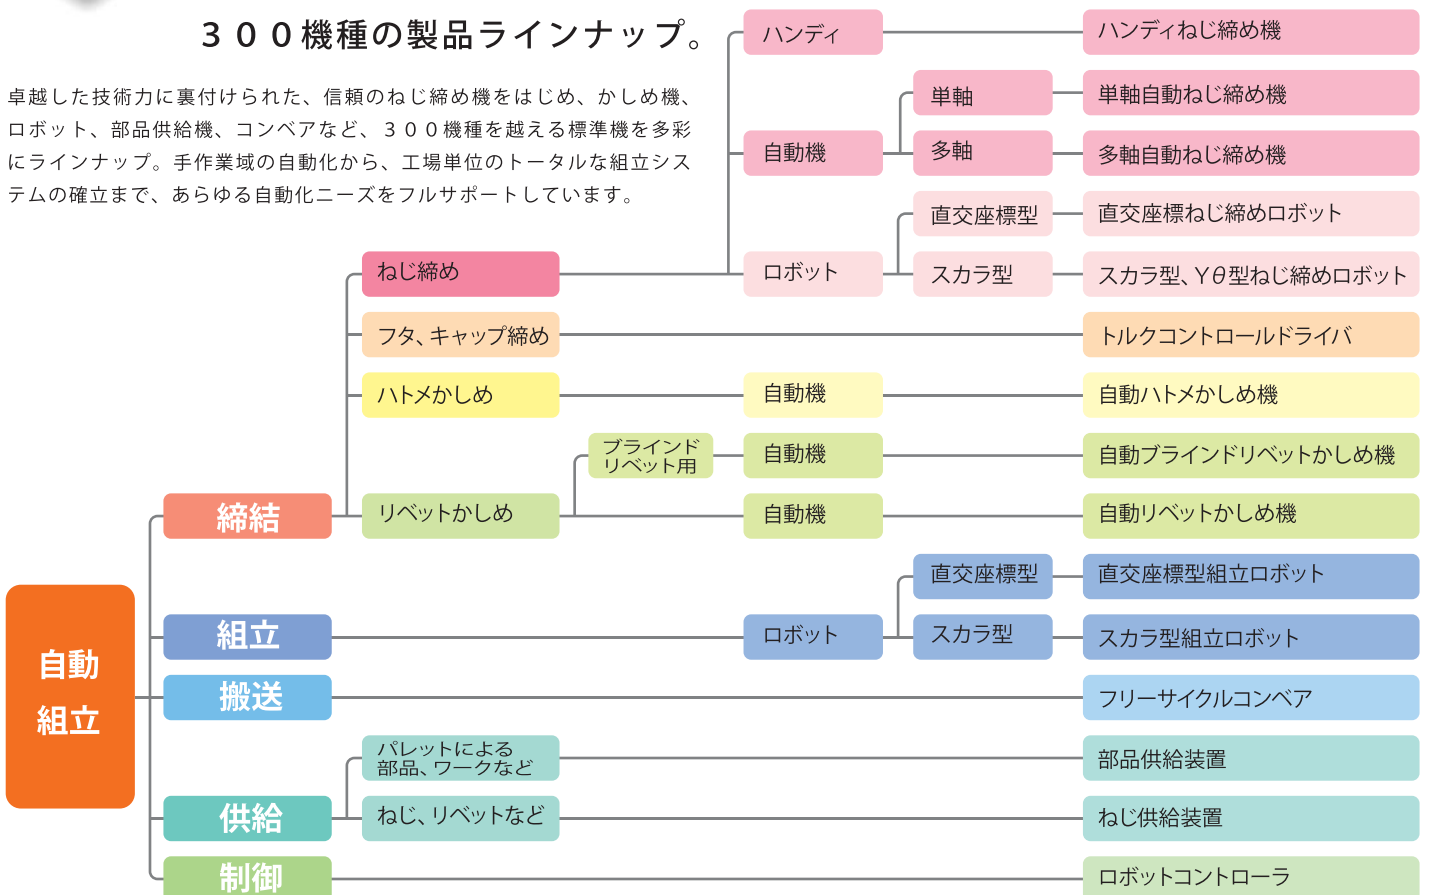 ３００機種の製品ラインナップ。
卓越した技術力に裏付けられた、信頼のねじ締め機をはじめ、かしめ機、
ロボット、部品供給機、コンベアなど、３００機種を越える標準機を多彩
にラインナップ。手作業域の自動化から、工場単位のトータルな組立シス
テムの確立まで、あらゆる自動化ニーズをフルサポートしています。
ハンディ
ハンディねじ締め機
単軸
単軸自動ねじ締め機
自動機
多軸
多軸自動ねじ締め機
直交座標型
直交座標ねじ締めロボット
ねじ締め
ロボット
スカラ型
スカラ型、Ｙθ型ねじ締めロボット
フタ、キャップ締め
トルクコントロールドライバ
ハトメかしめ
自動機
自動ハトメかしめ機
ブラインド
リベット用
自動機
自動ブラインドリベットかしめ機
締結
リベットかしめ
自動機
自動リベットかしめ機
直交座標型
直交座標型組立ロボット
組立
ロボット
スカラ型
スカラ型組立ロボット
自動
組立
搬送
フリーサイクルコンベア
パレットによる
部品、ワークなど
部品供給装置
供給
ねじ、リベットなど
ねじ供給装置
制御
ロボットコントローラ